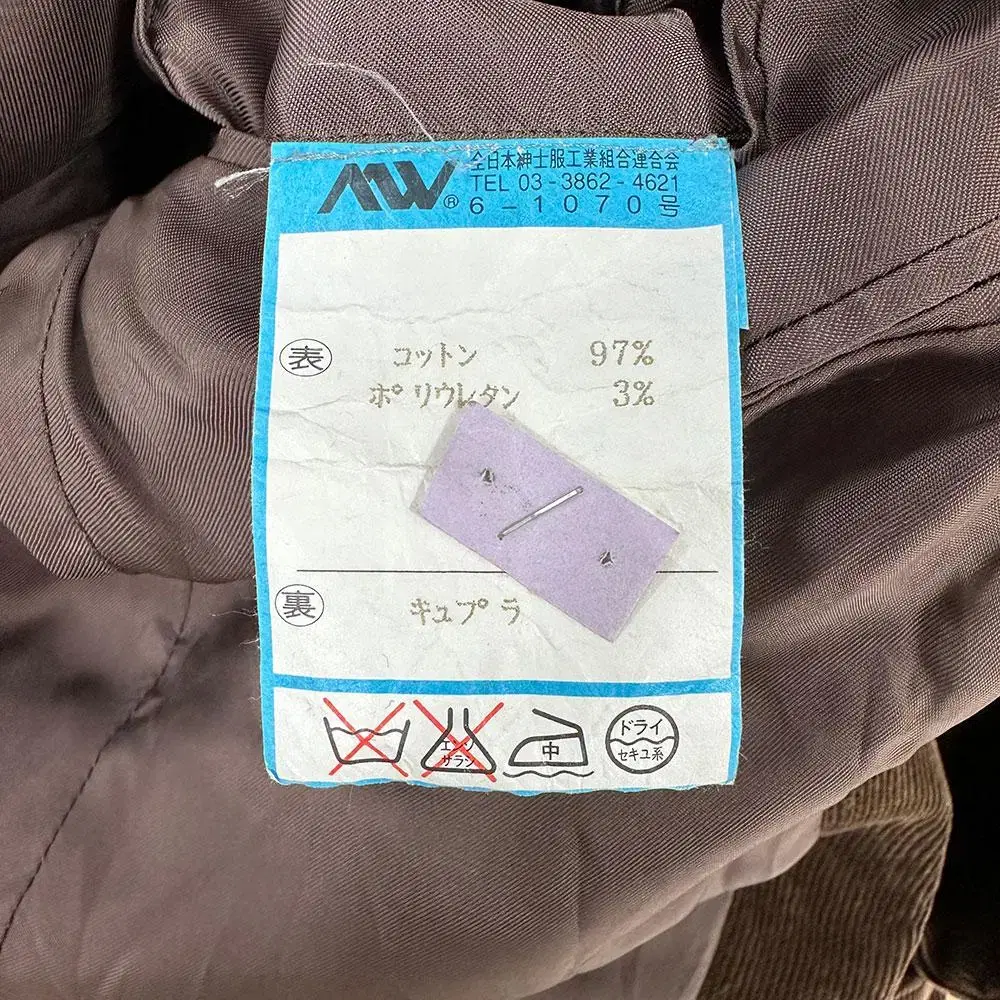 MW® 全日本紳士服工業組合連合会
TEL 03-3862-4621
6-1070号
表 コットン 97%
ポリウレタン 3%
裏 キュプラ
エンソサラシ 中 ドライ
セキユ系